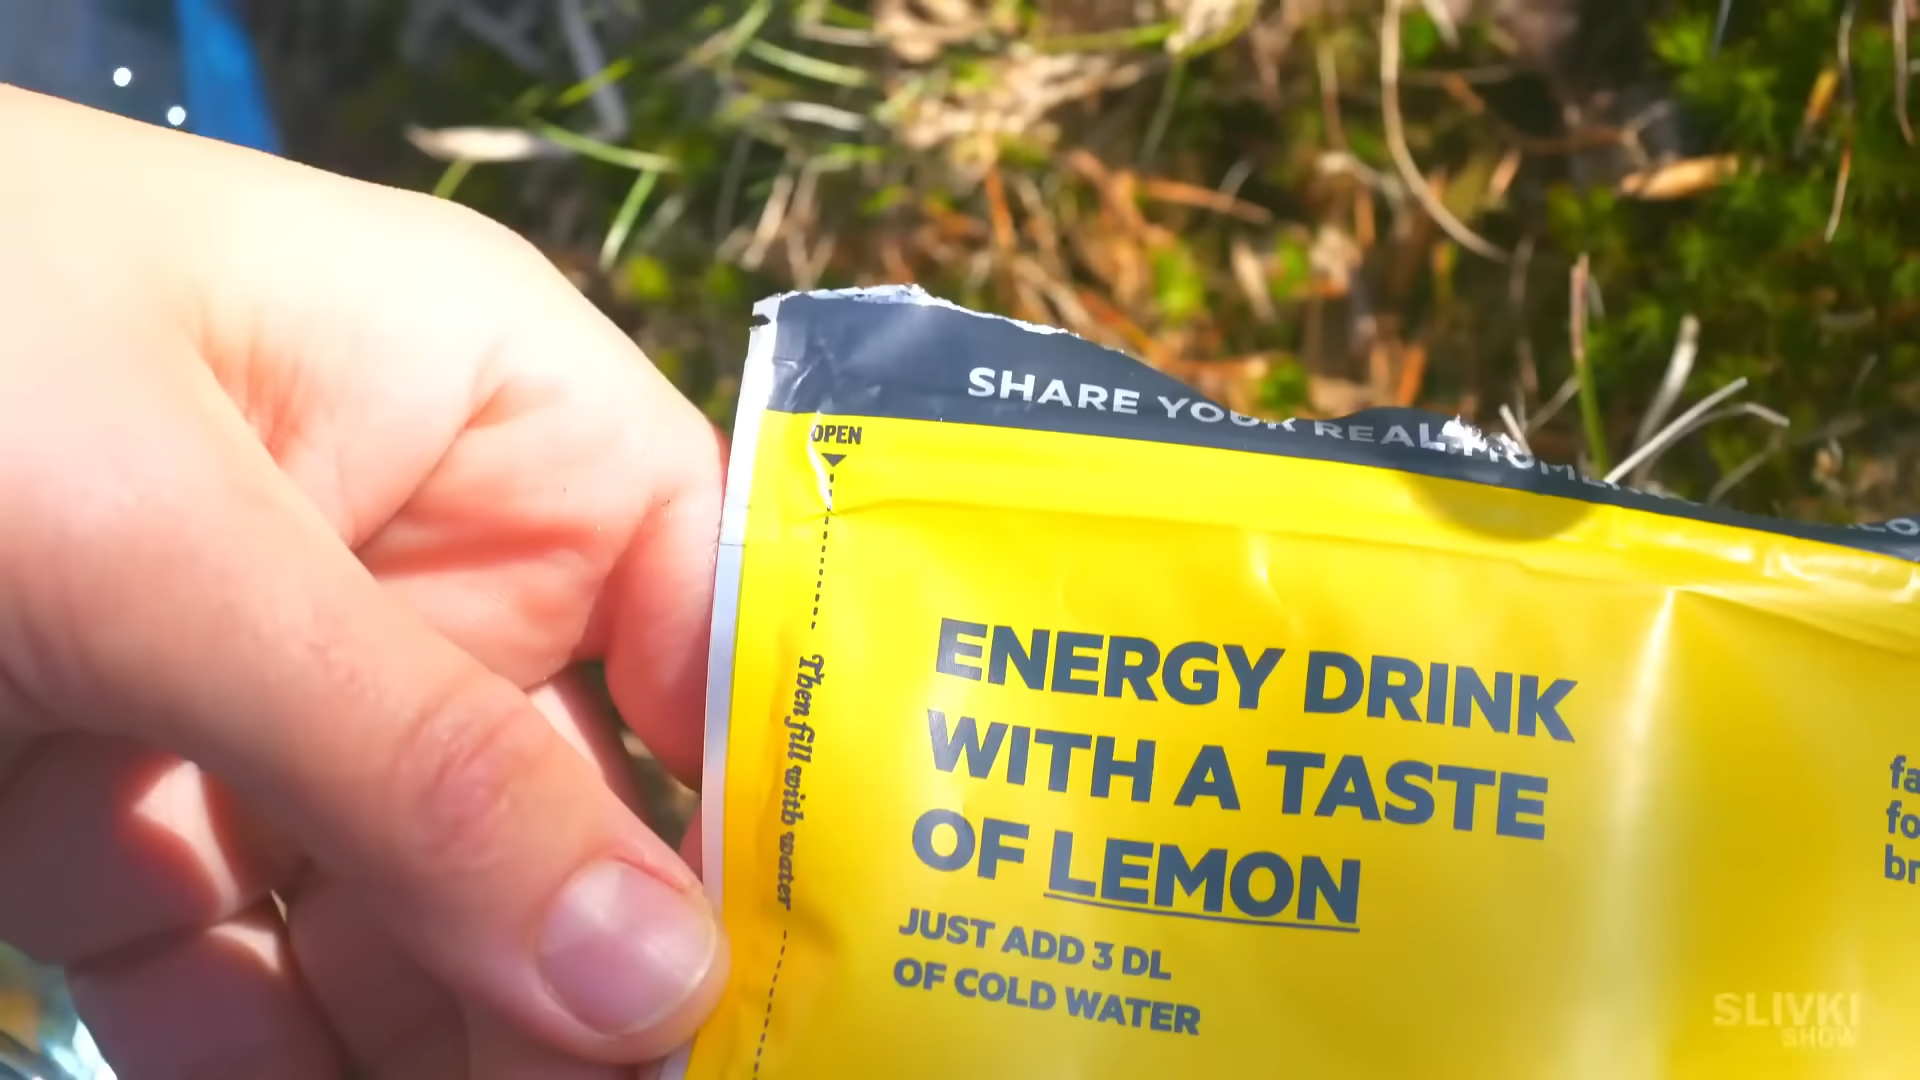 SHARE YOUR REAL
OPEN
Then fill with water
ENERGY DRINK
WITH A TASTE
OF LEMON
JUST ADD 3 DL
OF COLD WATER
SLIVKI
SHOW